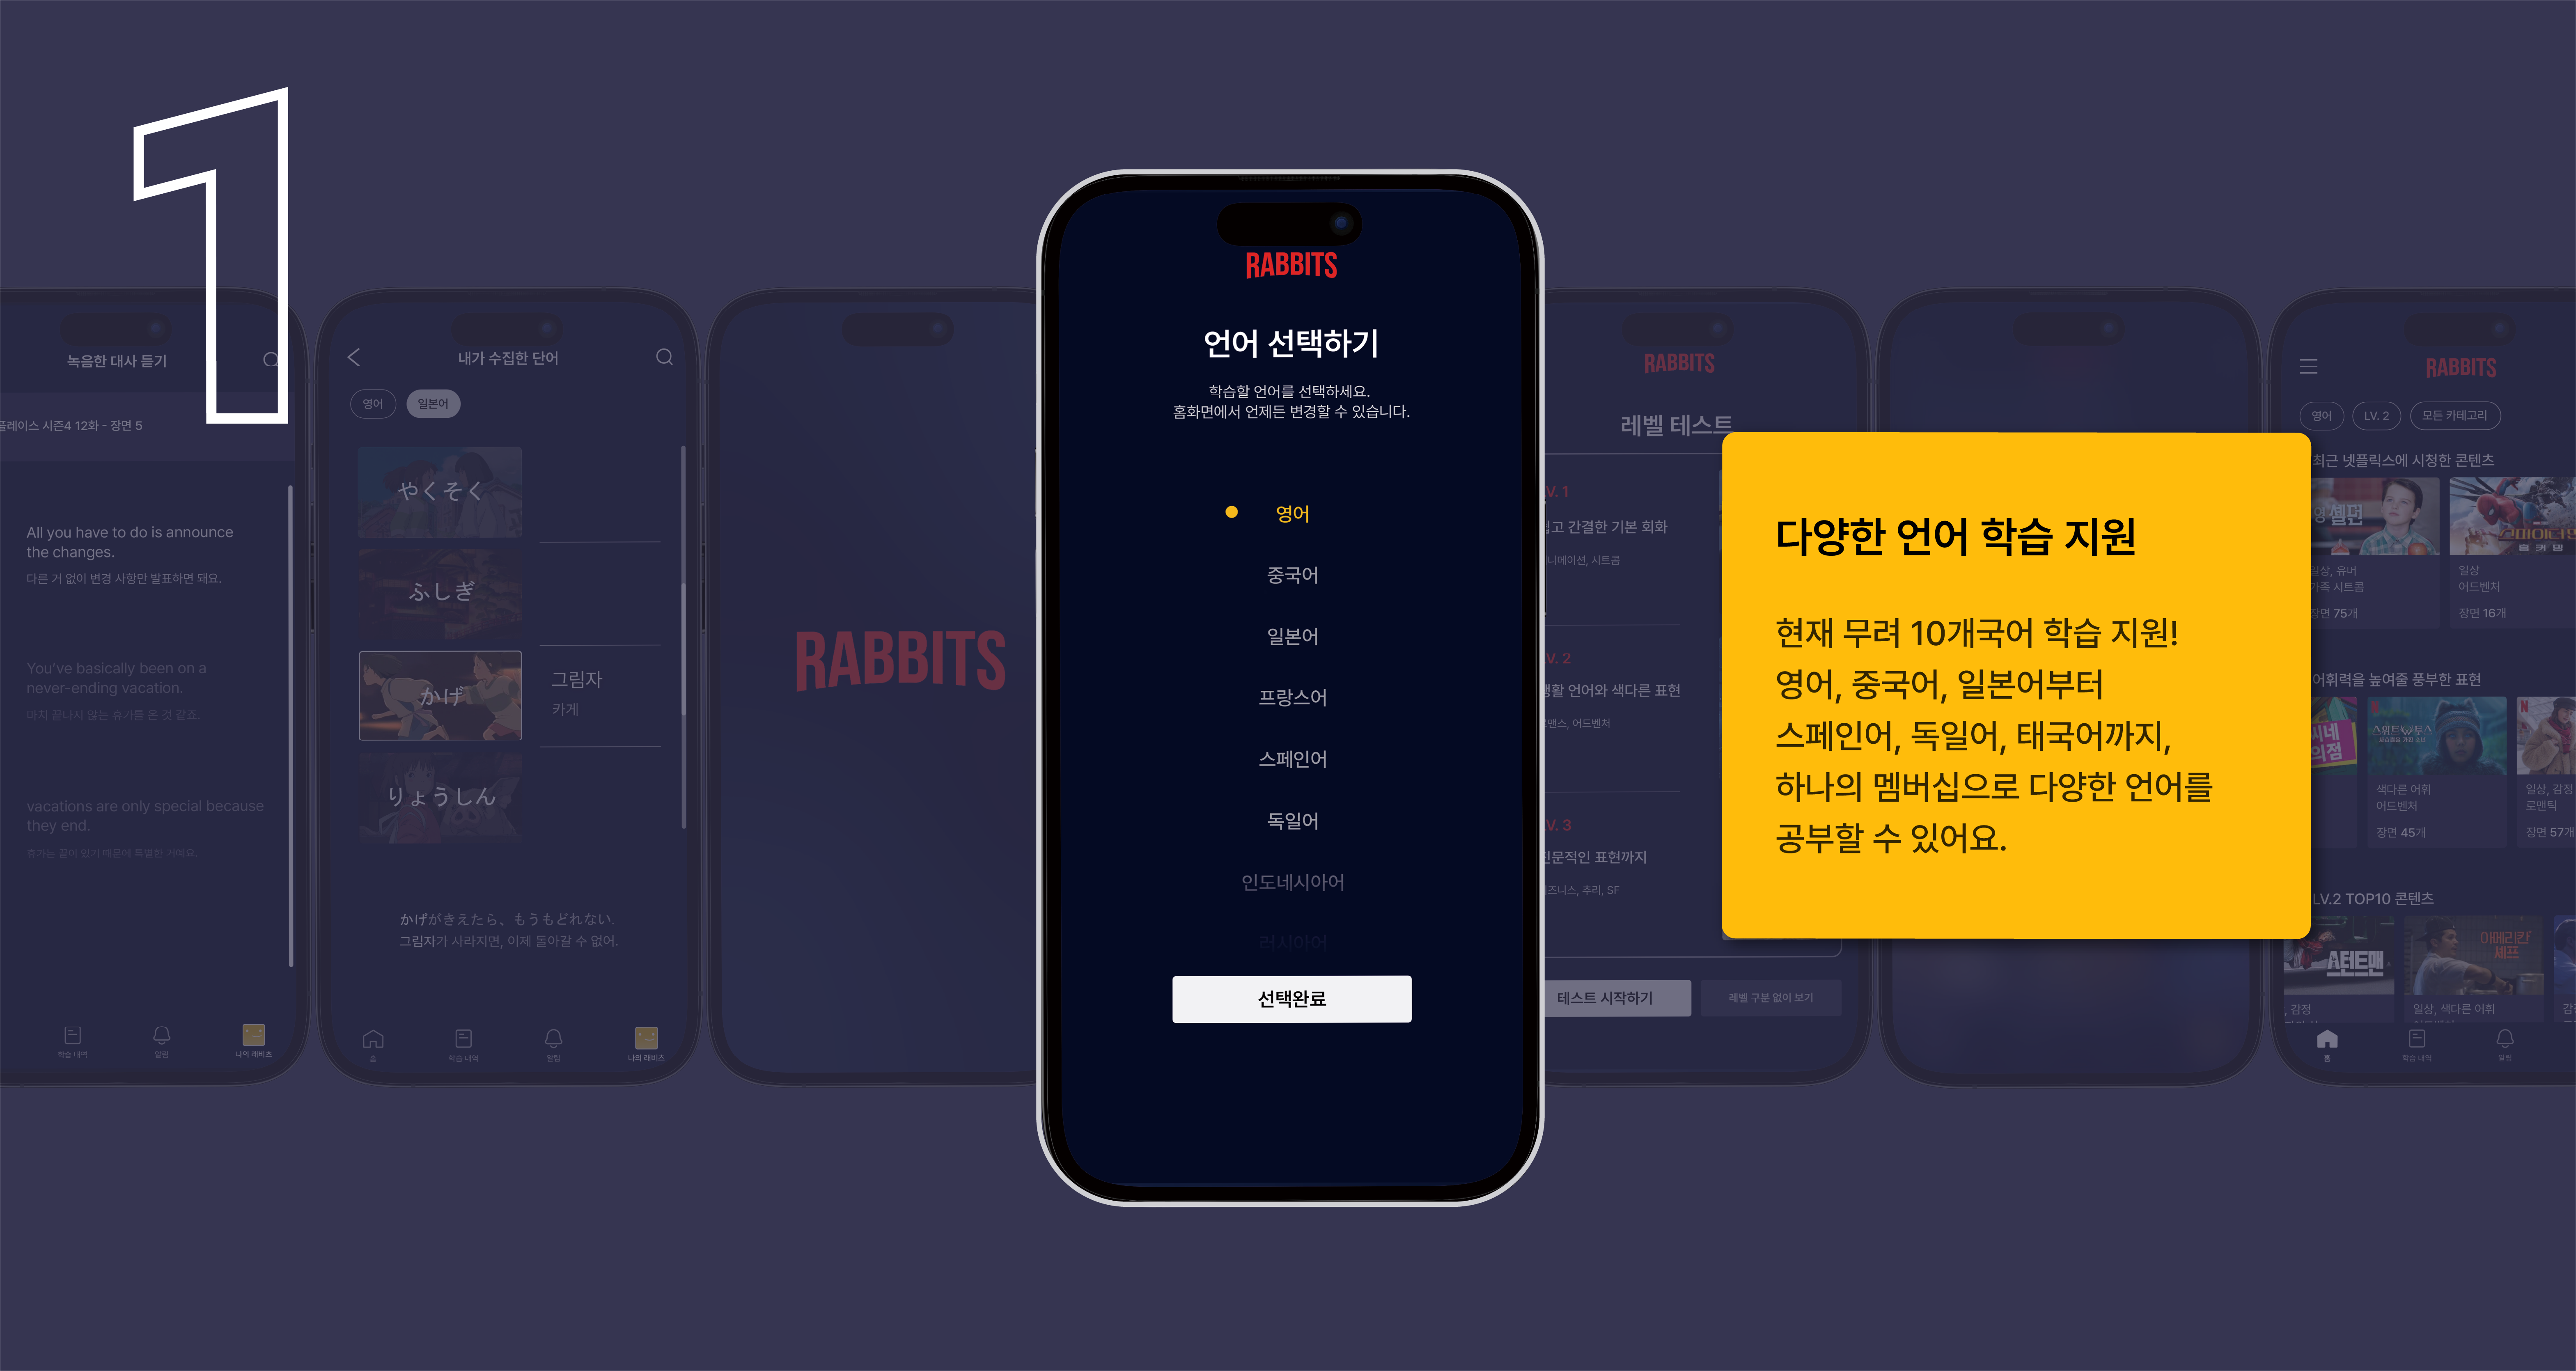 1
녹음한 대사 듣기
플레이스 시즌4 12화 - 장면 5
All you have to do is announce
the changes.
다른 거 없이 변경 사항만 발표하면 돼요.
You've basically been on a
never-ending vacation.
마치 끝나지 않는 휴가를 온 것 같죠.
vacations are only special because
they end.
휴가는 끝이 있기 때문에 특별한 거예요.
학습 내역
알림
나의 래비츠
내가 수집한 단어
영어
일본어
やくそく
ふしぎ
かげ
그림자
카게
りょうしん
かげがきえたら、もうもどれない.
그림자가 사라지면, 이제 돌아갈 수 없어.
홈
학습 내역
알림
나의 래비츠
RABBITS
RABBITS
언어 선택하기
학습할 언어를 선택하세요.
홈화면에서 언제든 변경할 수 있습니다.
영어
중국어
일본어
프랑스어
스페인어
독일어
인도네시아어
러시아어
선택완료
RABBITS
레벨 테스트
V. 1
고 간결한 기본 회화
니메이션, 시트콤
V. 2
활 언어와 색다른 표현
맨스, 어드벤처
V. 3
문적인 표현까지
즈니스, 추리, SF
테스트 시작하기
레벨 구분 없이 보기
다양한 언어 학습 지원
현재 무려 10개국어 학습 지원!
영어, 중국어, 일본어부터
스페인어, 독일어, 태국어까지,
하나의 멤버십으로 다양한 언어를
공부할 수 있어요.
RABBITS
영어
LV. 2
모든 카테고리
최근 넷플릭스에 시청한 콘텐츠
영 셸던
일상, 유머
가족 시트콤
장면 75개
일상
어드벤처
장면 16개
어휘력을 높여줄 풍부한 표현
스위트 투스
색다른 어휘
어드벤처
장면 45개
일상, 감정
로맨틱
장면 57개
LV.2 TOP10 콘텐츠
스턴트맨
아메리칸
셰프
, 감정
일상, 색다른 어휘
홈
학습 내역
알림